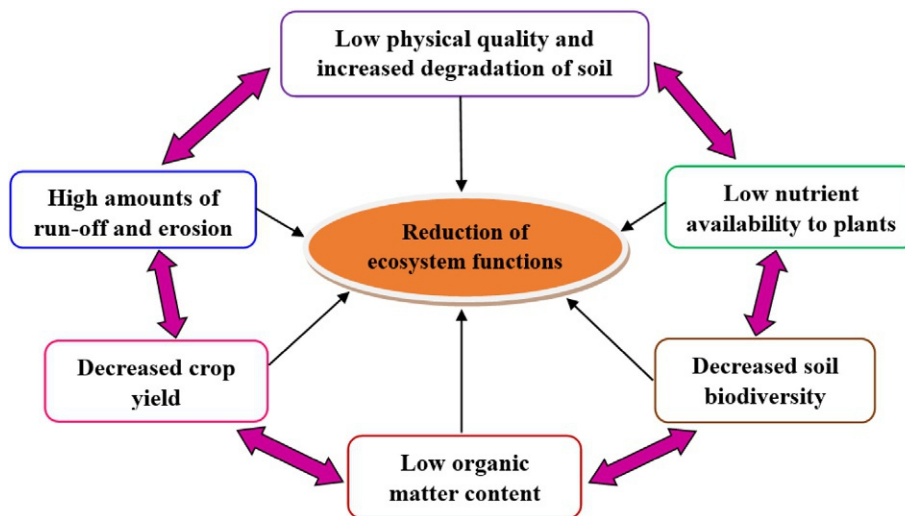 Low physical quality and
increased degradation of soil
High amounts of
run-off and erosion
Low nutrient
availability to plants
Reduction of
ecosystem functions
Decreased crop
yield
Decreased soil
biodiversity
Low organic
matter content